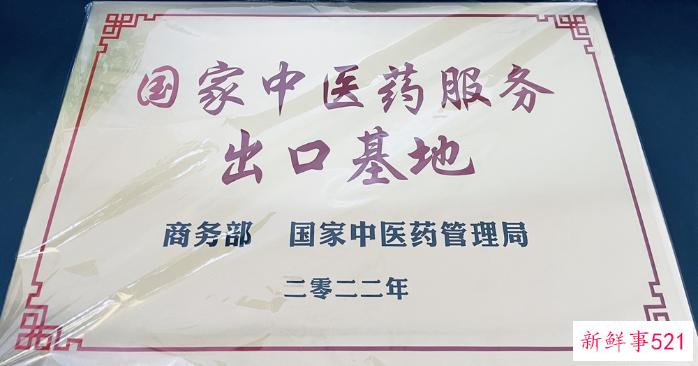 国家中医药服务
出口基地
商务部 国家中医药管理局
二零二二年
新鲜事521